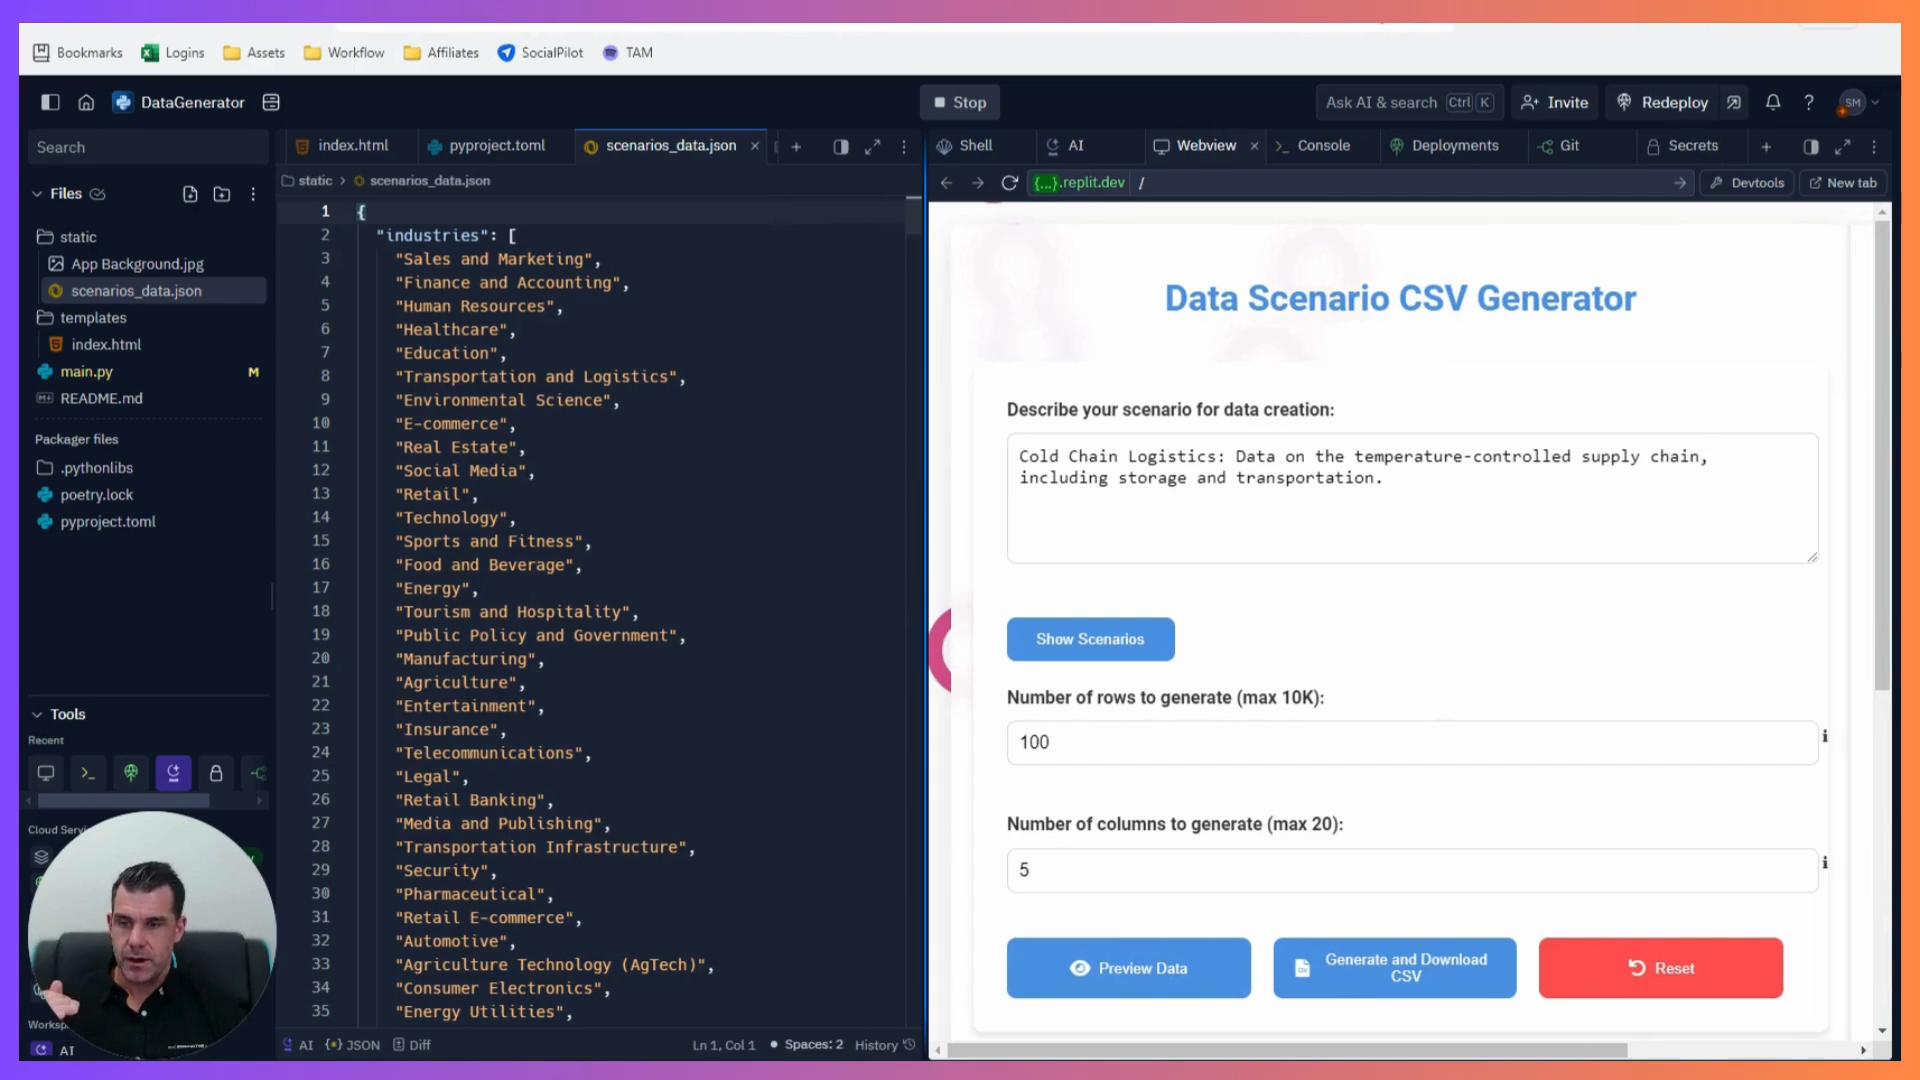 Bookmarks Logins Assets Workflow Affiliates SocialPilot TAM
DataGenerator
Stop
Ask AI & search Ctrl K
Invite
Redeploy
?
SM
Search
Files
static
App Background.jpg
scenarios_data.json
templates
index.html
main.py M
README.md
Packager files
.pythonlibs
poetry.lock
pyproject.toml
Tools
Recent
AI
index.html pyproject.toml scenarios_data.json
static > scenarios_data.json
1 {
2 "industries": [
3 "Sales and Marketing",
4 "Finance and Accounting",
5 "Human Resources",
6 "Healthcare",
7 "Education",
8 "Transportation and Logistics",
9 "Environmental Science",
10 "E-commerce",
11 "Real Estate",
12 "Social Media",
13 "Retail",
14 "Technology",
15 "Sports and Fitness",
16 "Food and Beverage",
17 "Energy",
18 "Tourism and Hospitality",
19 "Public Policy and Government",
20 "Manufacturing",
21 "Agriculture",
22 "Entertainment",
23 "Insurance",
24 "Telecommunications",
25 "Legal",
26 "Retail Banking",
27 "Media and Publishing",
28 "Transportation Infrastructure",
29 "Security",
30 "Pharmaceutical",
31 "Retail E-commerce",
32 "Automotive",
33 "Agriculture Technology (AgTech)",
34 "Consumer Electronics",
35 "Energy Utilities",
AI {} JSON Diff
Ln 1, Col 1 • Spaces: 2 History
Shell AI Webview Console Deployments Git Secrets
{...}.replit.dev /
Devtools New tab
Data Scenario CSV Generator
Describe your scenario for data creation:
Cold Chain Logistics: Data on the temperature-controlled supply chain,
including storage and transportation.
Show Scenarios
Number of rows to generate (max 10K):
100
Number of columns to generate (max 20):
5
Preview Data
Generate and Download
CSV
Reset